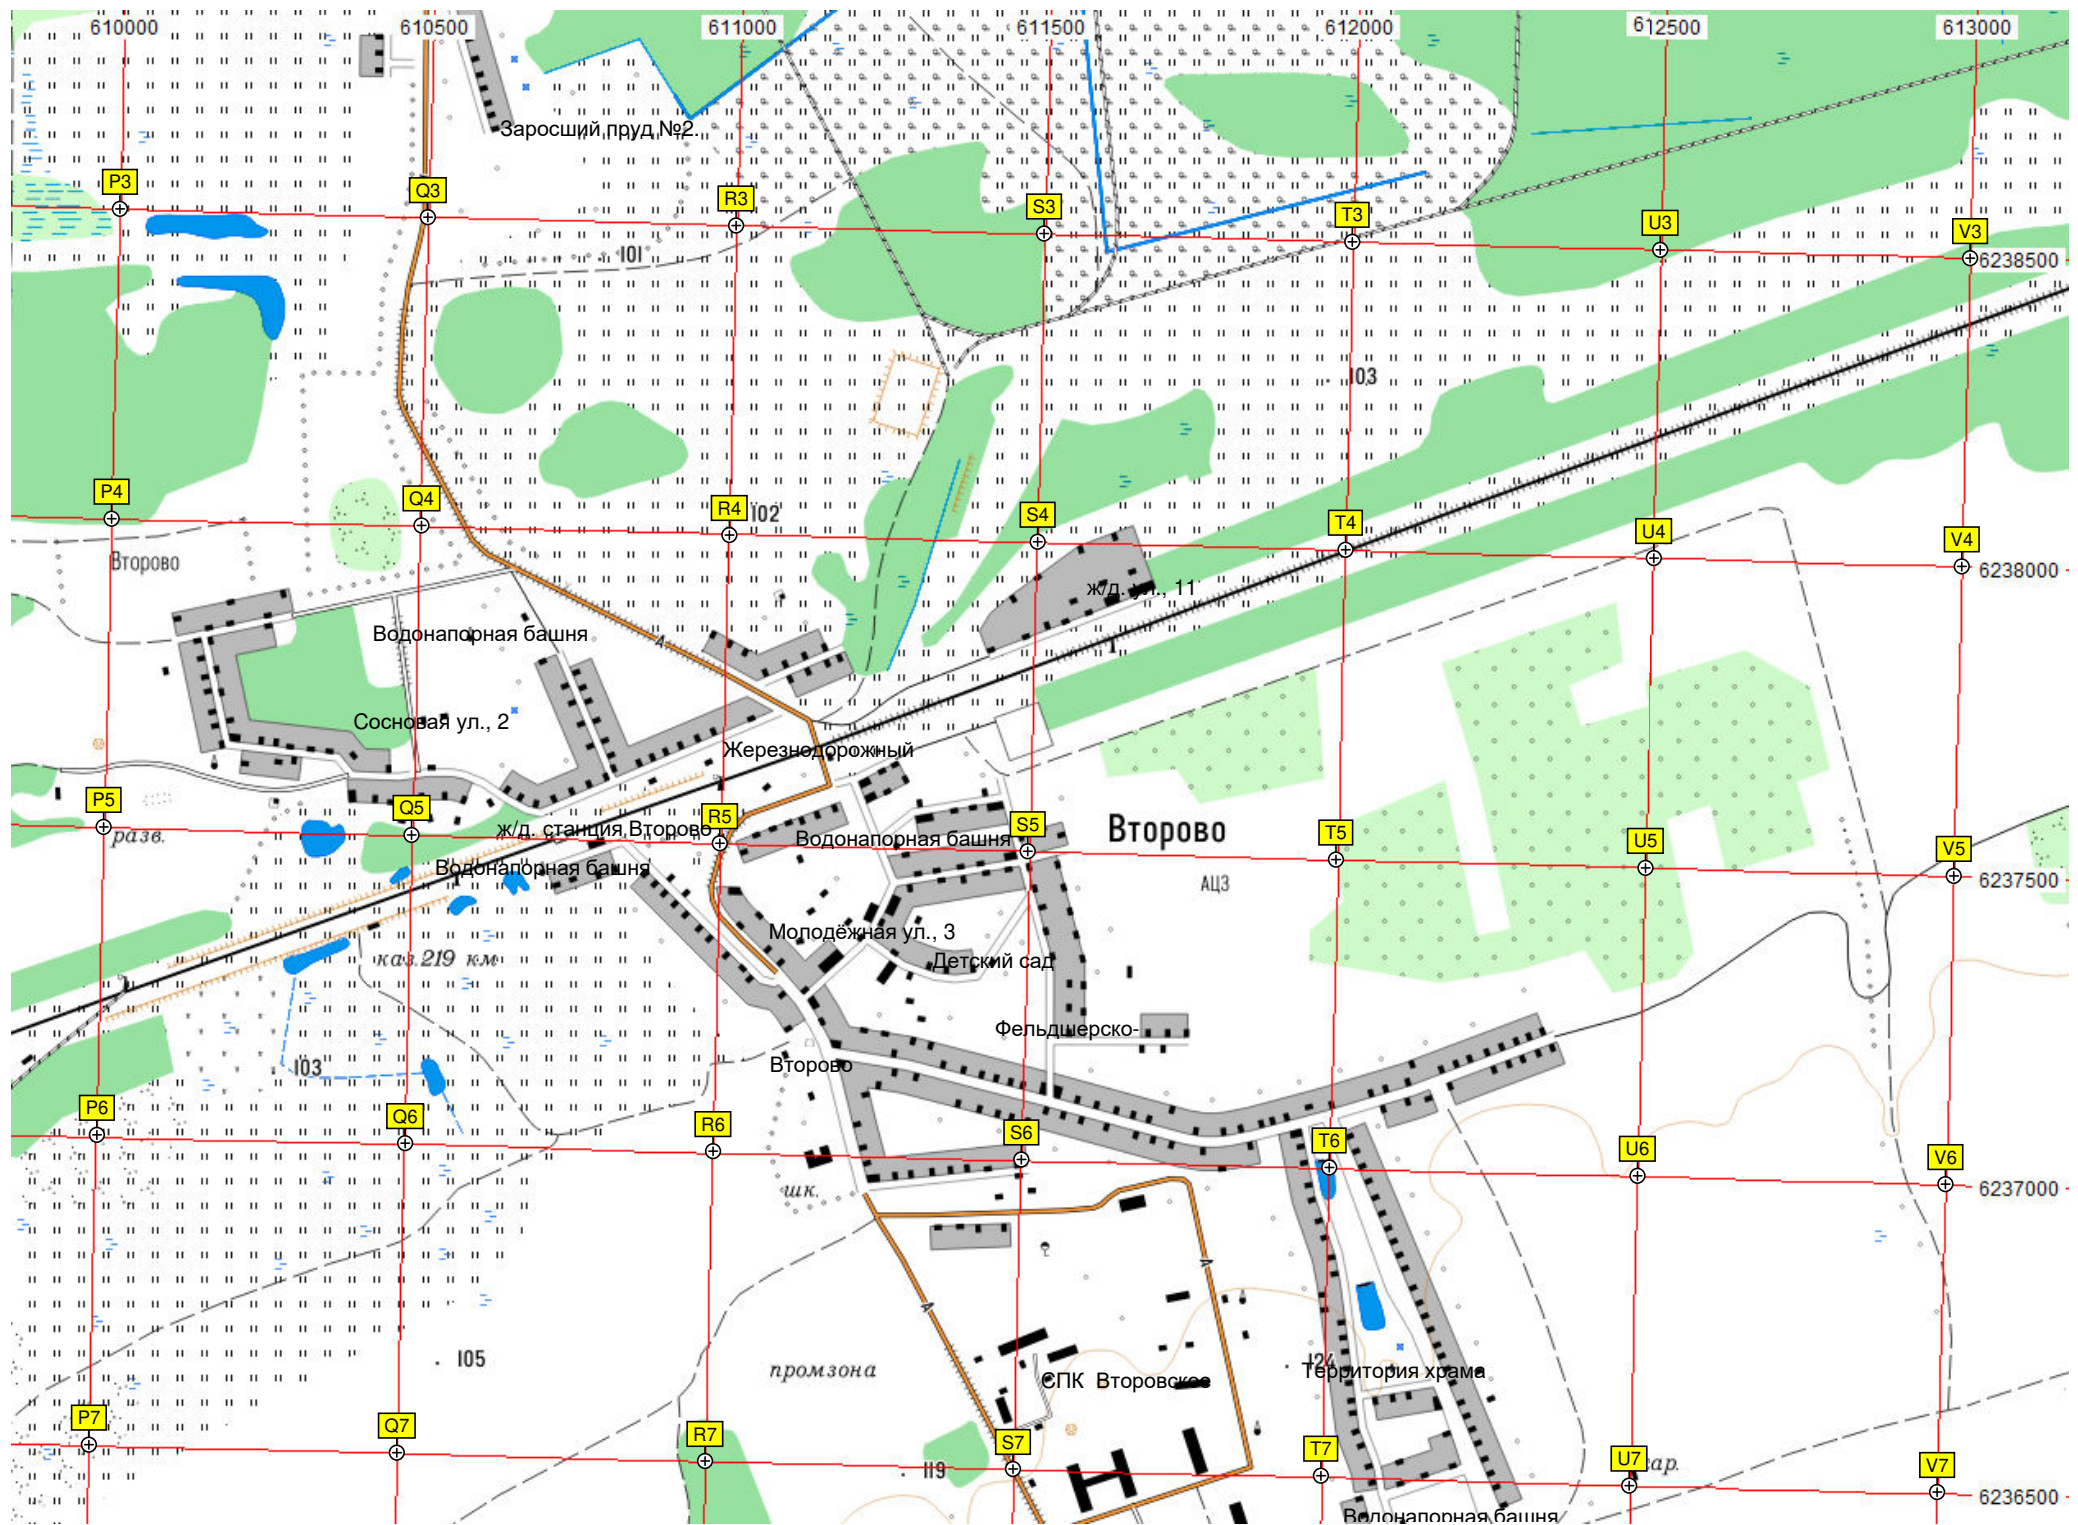 610000 610500 611000 611500 612000 612500 613000
Заросший пруд №2.
P3 Q3 R3 S3 T3 U3 V3
101
6238500
103
P4 Q4 R4 S4 T4 U4 V4
102
Второво
6238000
ж/д. ул., 11
Водонапорная башня
А
Сосновая ул., 2
Жерезнодорожный
P5 Q5 R5 S5 T5 U5 V5
разв.
ж/д. станция Второво
Водонапорная башня
Второво
Водонапорная башня
АЦЗ
6237500
Молодёжная ул., 3
каз. 219 км
Детский сад
Фельдшерско-
103
Второво
P6 Q6 R6 S6 T6 U6 V6
шк.
6237000
А
А
105
промзона
СПК Второвское
124
Территория храма
P7 Q7 R7 S7 T7 U7 V7
119
6236500
Водонапорная башня